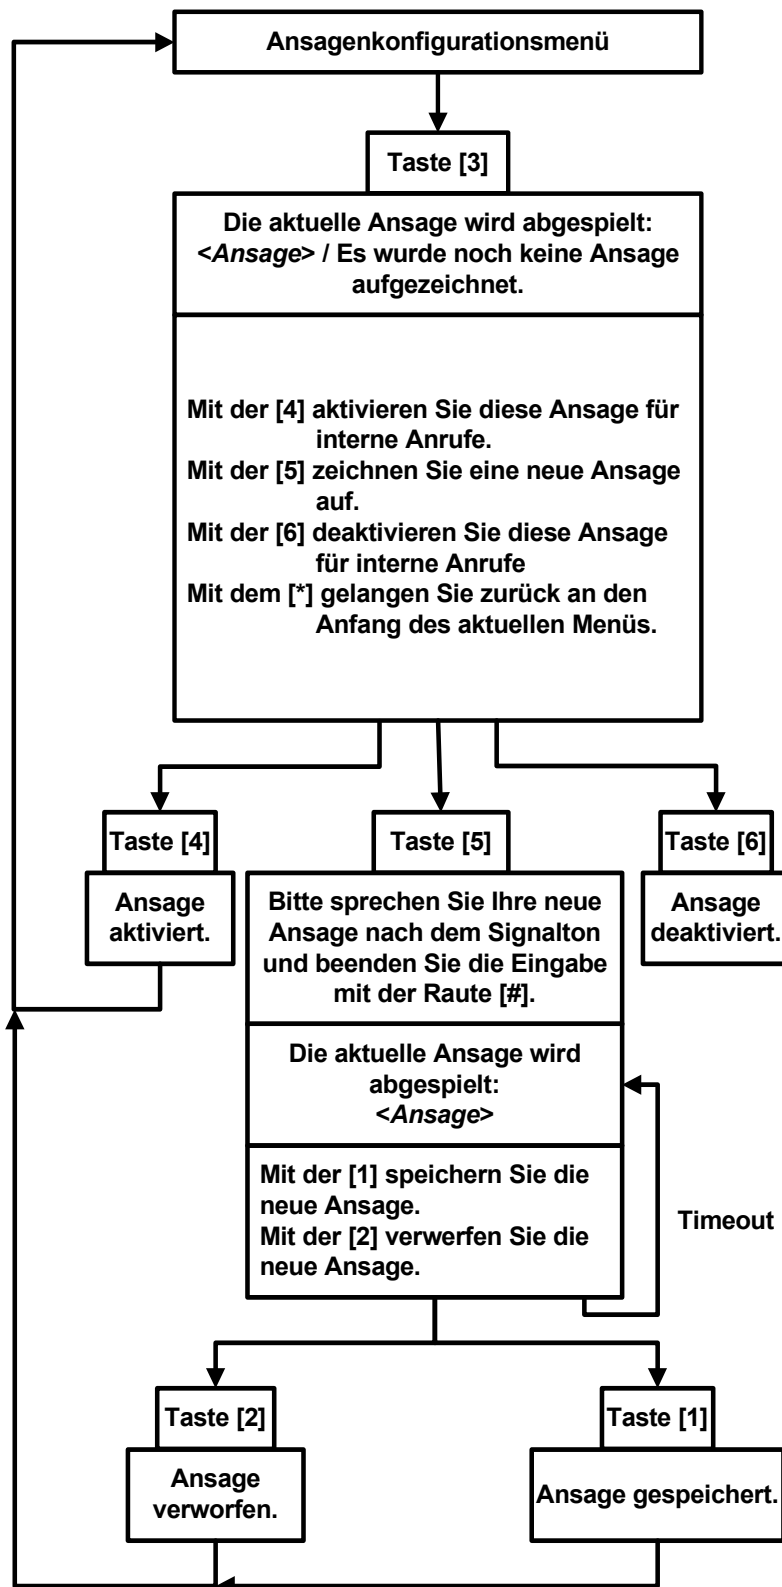 Ansagenkonfigurationsmenü
Taste [3]
Die aktuelle Ansage wird abgespielt:
<Ansage> / Es wurde noch keine Ansage
aufgezeichnet.
Mit der [4] aktivieren Sie diese Ansage für
interne Anrufe.
Mit der [5] zeichnen Sie eine neue Ansage
auf.
Mit der [6] deaktivieren Sie diese Ansage
für interne Anrufe
Mit dem [*] gelangen Sie zurück an den
Anfang des aktuellen Menüs.
Taste [4]
Ansage
aktiviert.
Taste [5]
Bitte sprechen Sie Ihre neue
Ansage nach dem Signalton
und beenden Sie die Eingabe
mit der Raute [#].
Die aktuelle Ansage wird
abgespielt:
<Ansage>
Mit der [1] speichern Sie die
neue Ansage.
Mit der [2] verwerfen Sie die
neue Ansage.
Taste [6]
Ansage
deaktiviert.
Timeout
Taste [2]
Ansage
verworfen.
Taste [1]
Ansage gespeichert.